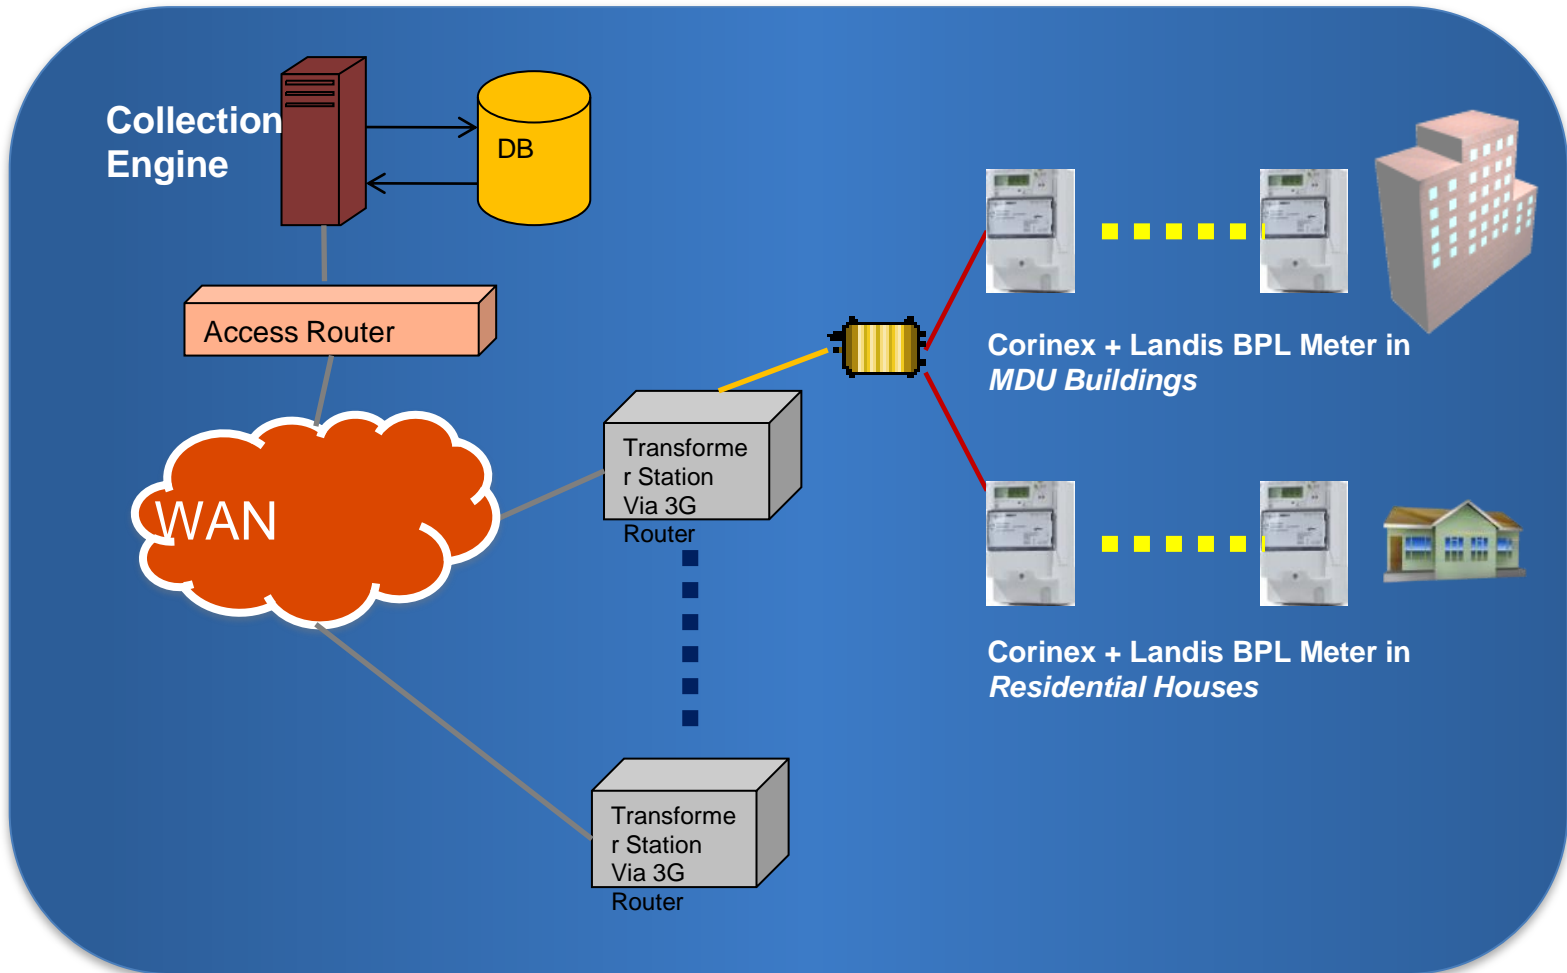 Collection
Engine
DB
Access Router
WAN
Transforme
r Station
Via 3G
Router
Corinex + Landis BPL Meter in
MDU Buildings
Corinex + Landis BPL Meter in
Residential Houses
Transforme
r Station
Via 3G
Router